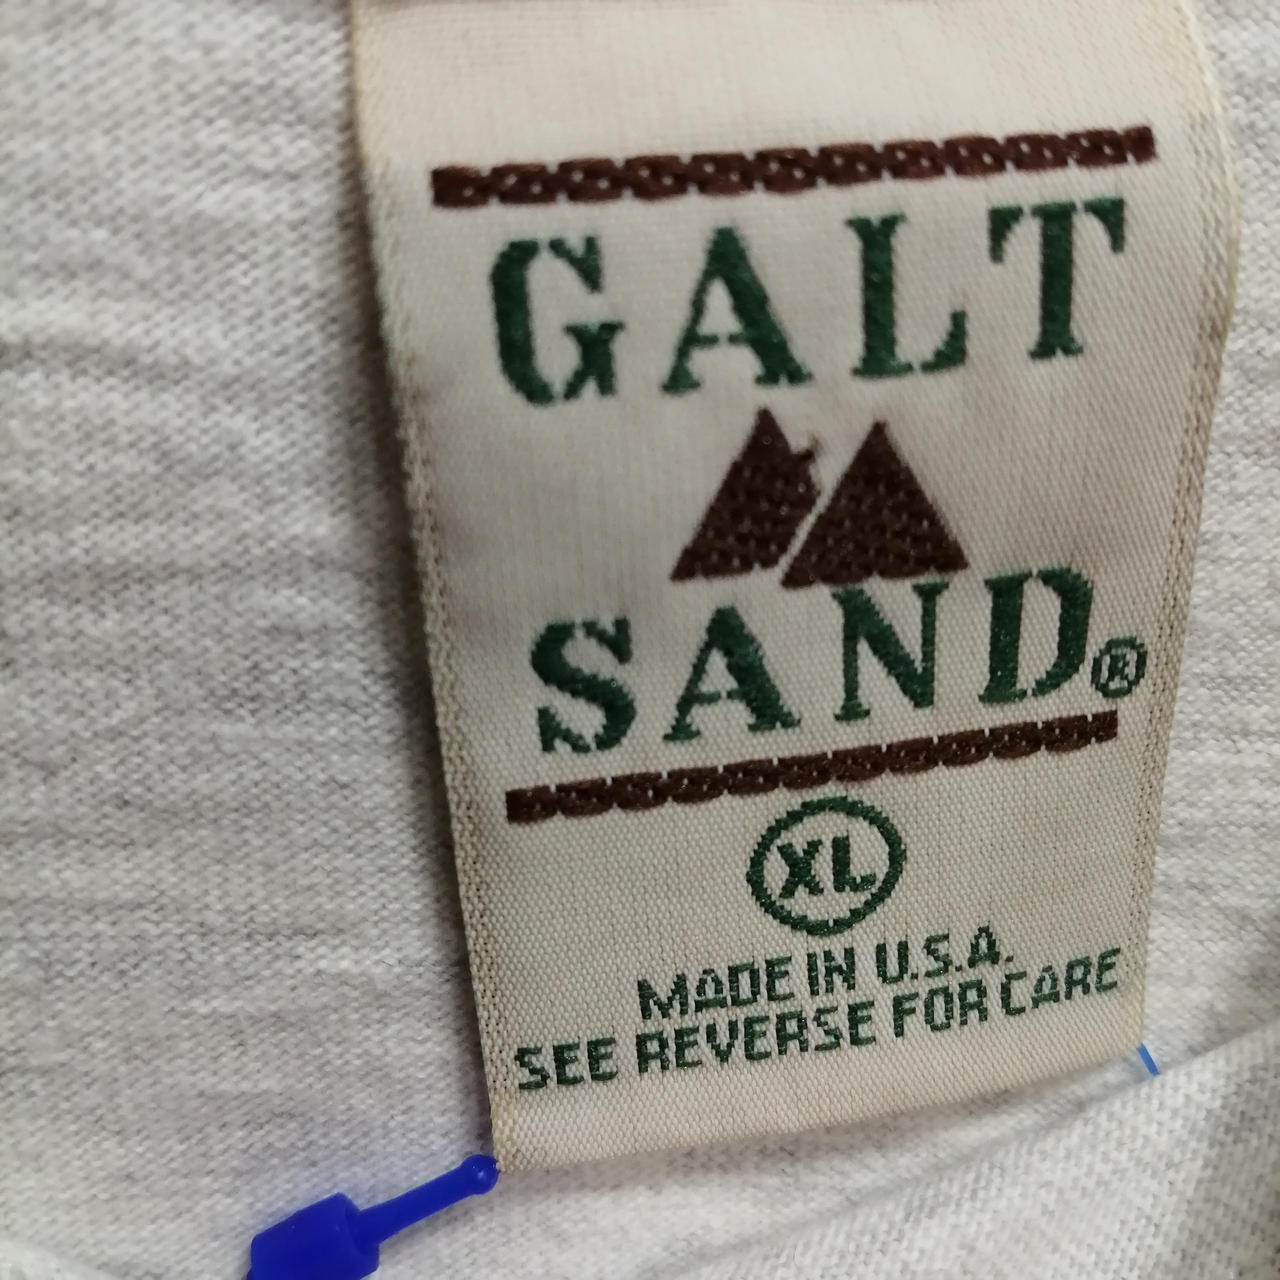 GALT
SAND®
XL
MADE IN U.S.A.
SEE REVERSE FOR CARE